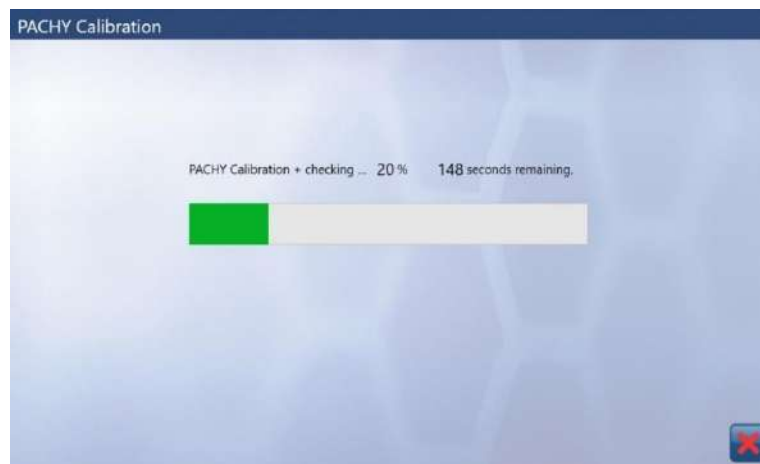 PACHY Calibration
PACHY Calibration + checking ... 20 % 148 seconds remaining.